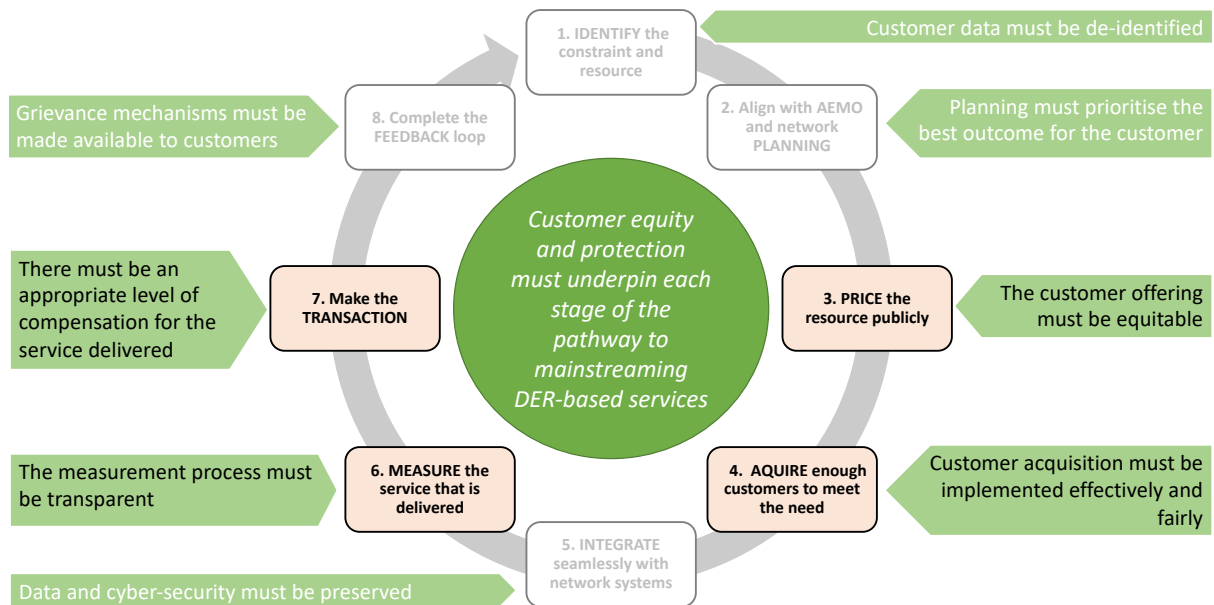 1. IDENTIFY the
constraint and
resource
Customer data must be de-identified
2. Align with AEMO
and network
PLANNING
Planning must prioritise the
best outcome for the customer
3. PRICE the
resource publicly
The customer offering
must be equitable
4.  AQUIRE enough
customers to meet
the need
Customer acquisition must be
implemented effectively and
fairly
5. INTEGRATE
seamlessly with
network systems
Data and cyber-security must be preserved
6. MEASURE the
service that is
delivered
The measurement process must
be transparent
7. Make the
TRANSACTION
There must be an
appropriate level of
compensation for the
service delivered
8. Complete the
FEEDBACK loop
Grievance mechanisms must be
made available to customers
Customer equity
and protection
must underpin each
stage of the
pathway to
mainstreaming
DER-based services